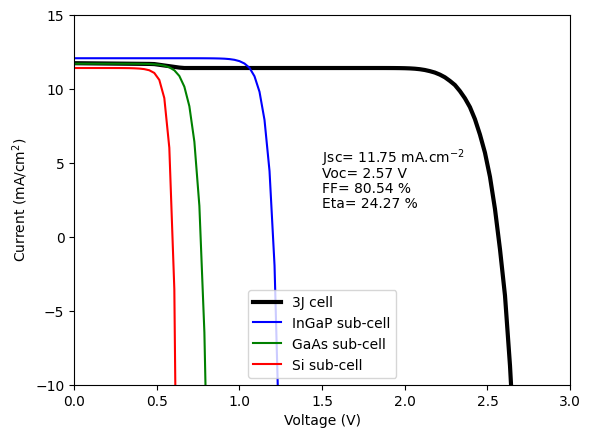 15
10
5
0
−5
−10
Current (mA/cm²)
Jsc= 11.75 mA.cm⁻²
Voc= 2.57 V
FF= 80.54 %
Eta= 24.27 %
3J cell
InGaP sub-cell
GaAs sub-cell
Si sub-cell
0.0 0.5 1.0 1.5 2.0 2.5 3.0
Voltage (V)